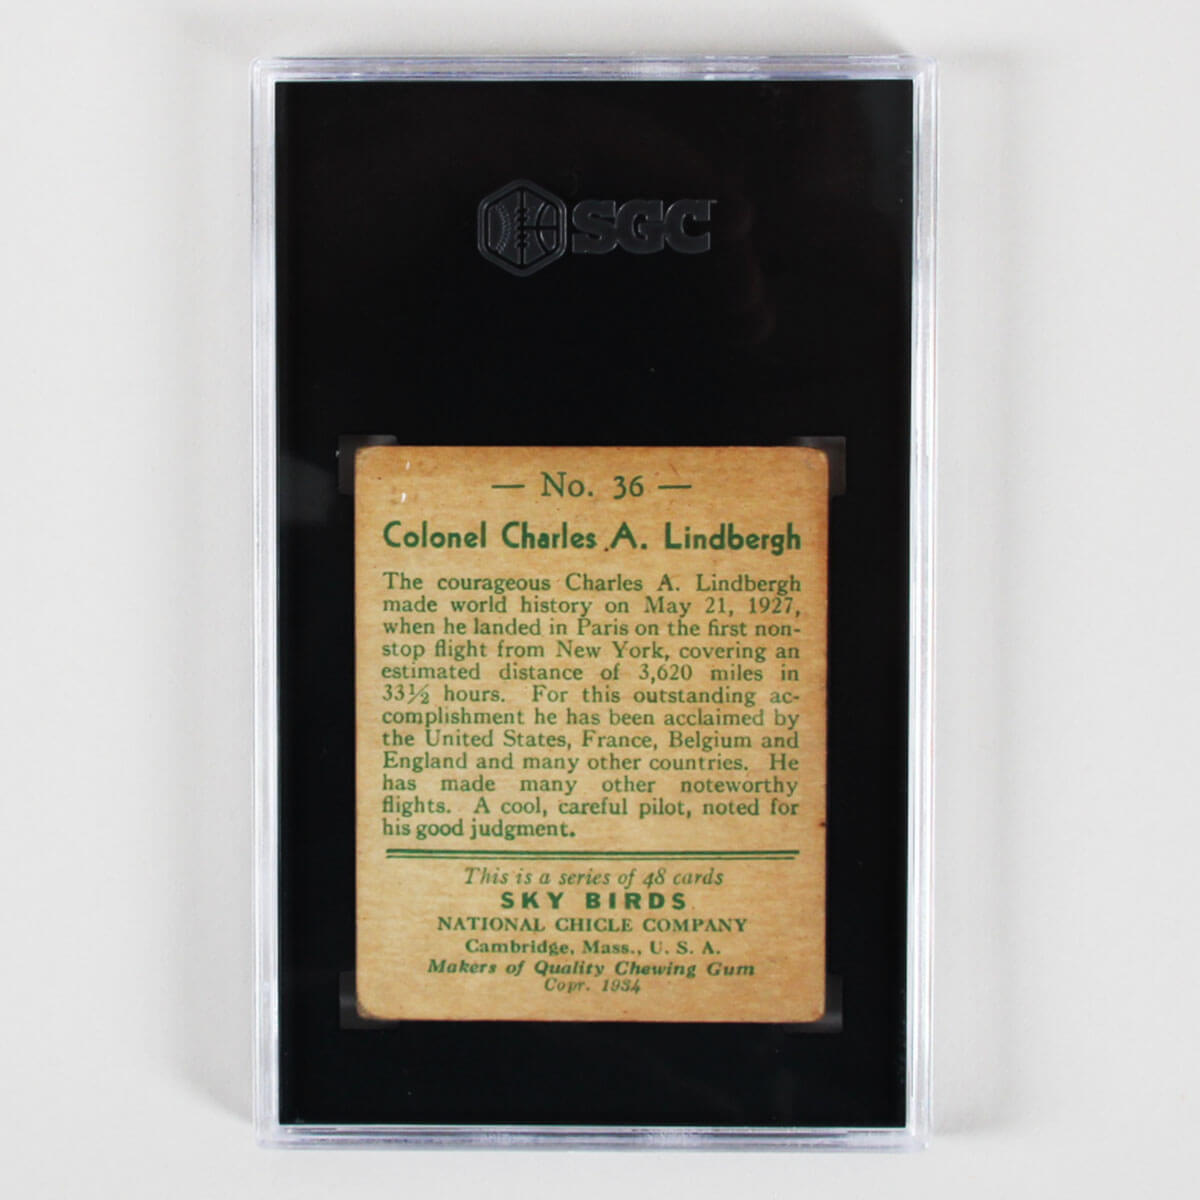 SGC
— No. 36 —
Colonel Charles A. Lindbergh
The courageous Charles A. Lindbergh
made world history on May 21, 1927,
when he landed in Paris on the first non-
stop flight from New York, covering an
estimated distance of 3,620 miles in
33½ hours. For this outstanding ac-
complishment he has been acclaimed by
the United States, France, Belgium and
England and many other countries. He
has made many other noteworthy
flights. A cool, careful pilot, noted for
his good judgment.
This is a series of 48 cards
SKY BIRDS
NATIONAL CHICLE COMPANY
Cambridge, Mass., U. S. A.
Makers of Quality Chewing Gum
Copr. 1934